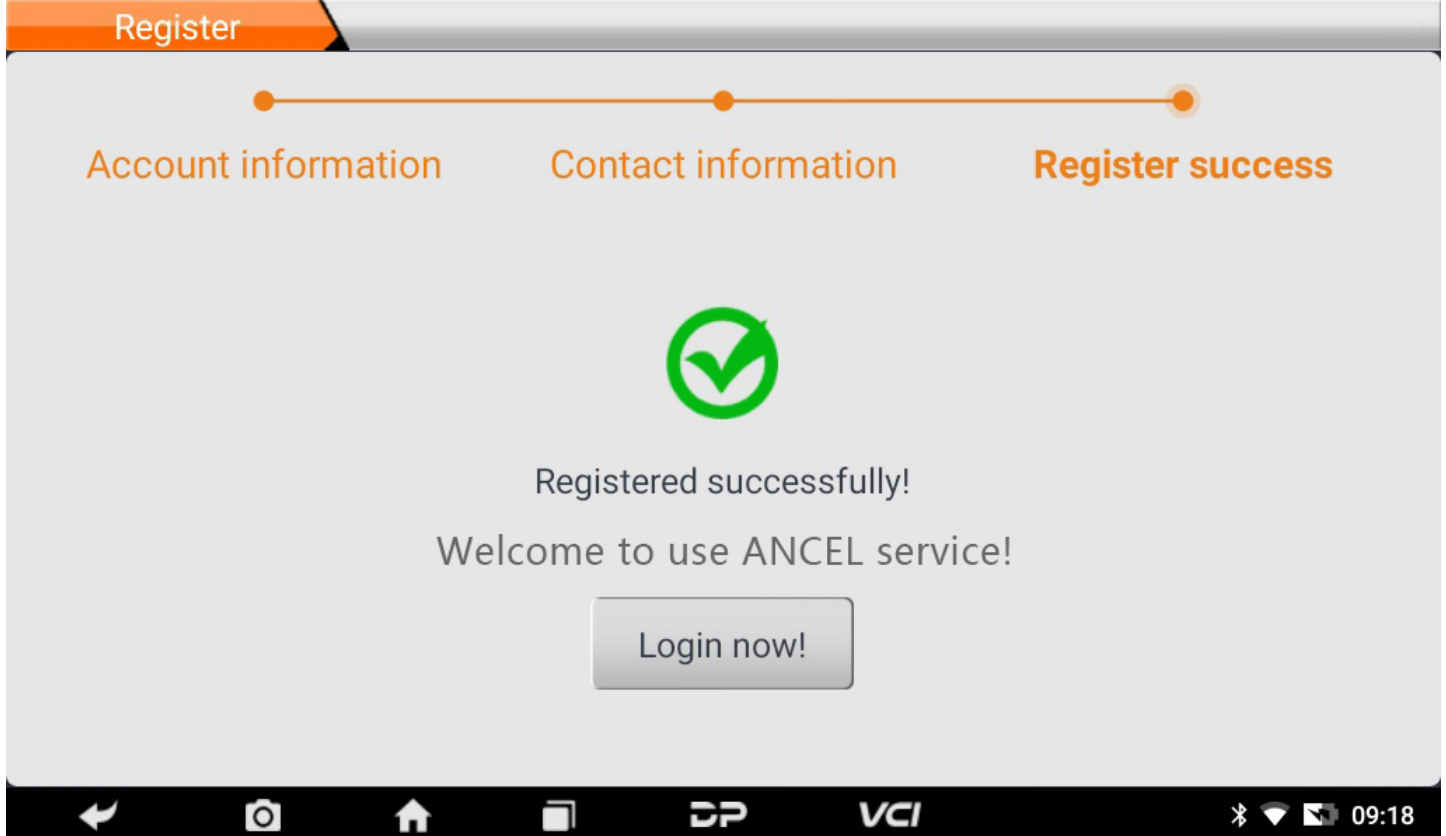 Register
Account information Contact information Register success
Registered successfully!
Welcome to use ANCEL service!
Login now!
DP VCI 09:18